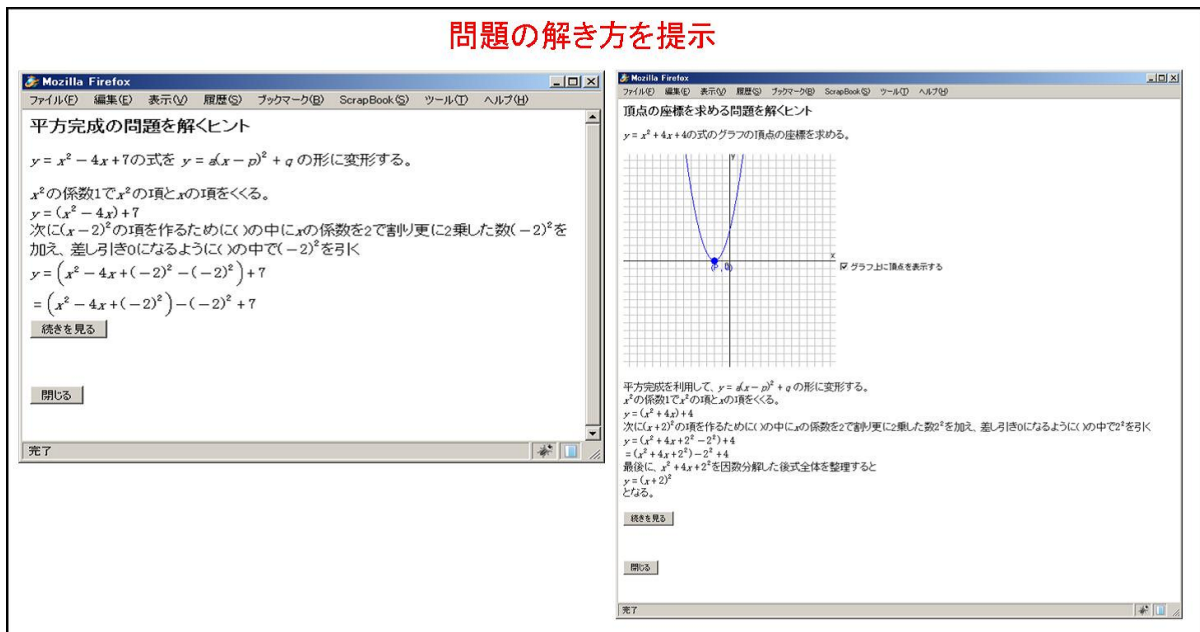 問題の解き方を提示
Mozilla Firefox
ファイル(F) 編集(E) 表示(V) 履歴(S) ブックマーク(B) ScrapBook(S) ツール(T) ヘルプ(H)
平方完成の問題を解くヒント
y = x² − 4x + 7の式を y = a(x − p)² + q の形に変形する。
x²の係数1でx²の項とxの項をくくる。
y = (x² − 4x) + 7
次に(x − 2)²の項を作るために( )の中にxの係数を2で割り更に2乗した数(−2)²を
加え、差し引き0になるように( )の中で(−2)²を引く
y = (x² − 4x + (−2)² − (−2)²) + 7
= (x² − 4x + (−2)²) − (−2)² + 7
続きを見る
閉じる
完了
Mozilla Firefox
ファイル(F) 編集(E) 表示(V) 履歴(S) ブックマーク(B) ScrapBook(S) ツール(T) ヘルプ(H)
頂点の座標を求める問題を解くヒント
y = x² + 4x + 4の式のグラフの頂点の座標を求める。
y
x
(P, 0)
グラフ上に頂点を表示する
平方完成を利用して、y = a(x − p)² + q の形に変形する。
x²の係数1でx²の項とxの項をくくる。
y = (x² + 4x) + 4
次に(x + 2)²の項を作るために( )の中にxの係数を2で割り更に2乗した数2²を加え、差し引き0になるように( )の中で2²を引く
y = (x² + 4x + 2² − 2²) + 4
= (x² + 4x + 2²) − 2² + 4
最後に、x² + 4x + 2²を因数分解した後式全体を整理すると
y = (x + 2)²
となる。
続きを見る
閉じる
完了